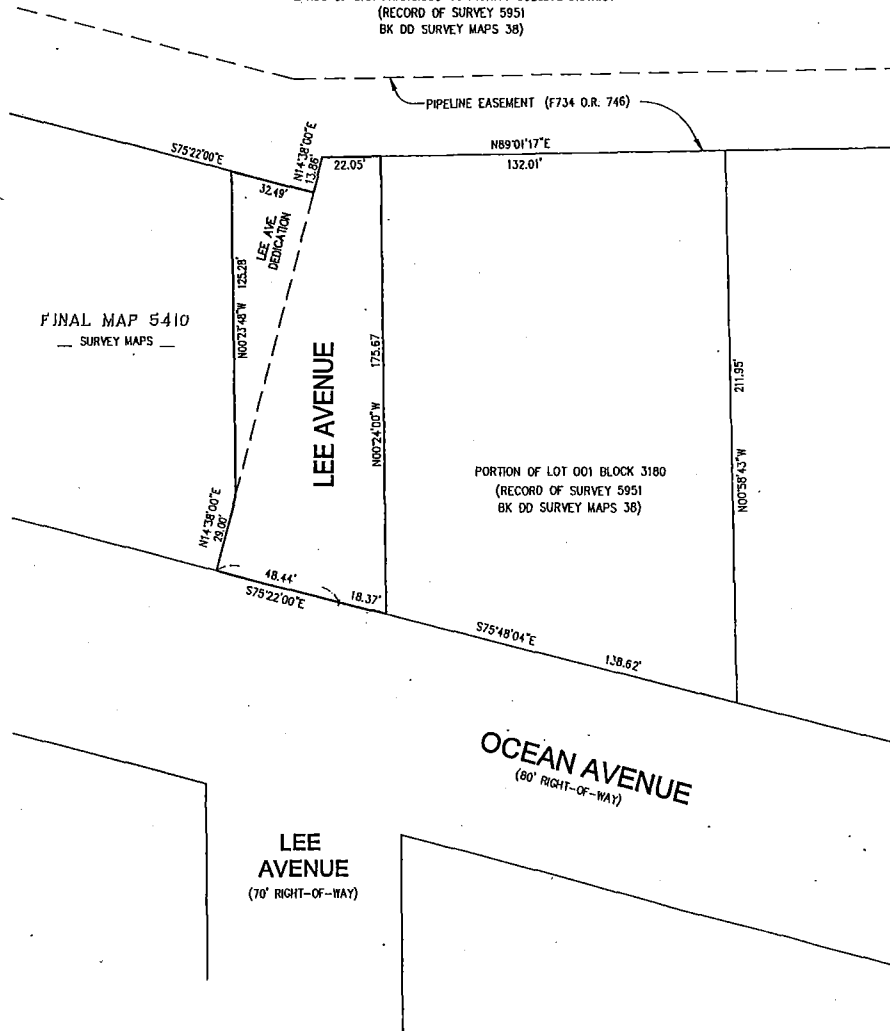 (RECORD OF SURVEY 5951
BK DD SURVEY MAPS 38)
PIPELINE EASEMENT (F734 O.R. 746)
S75°22'00"E
N14°38'00"E
13.86'
N89°01'17"E
22.05'
132.01'
32.49'
LEE AVE.
DEDICATION
N00°23'48"W 125.28'
FINAL MAP 5410
__ SURVEY MAPS __
LEE AVENUE
N00°24'00"W 175.67
211.95'
N00°58'43"W
PORTION OF LOT 001 BLOCK 3180
(RECORD OF SURVEY 5951
BK DD SURVEY MAPS 38)
N14°38'00"E
29.00'
48.44'
S75°22'00"E
18.37'
S75°48'04"E
138.62'
OCEAN AVENUE
(80' RIGHT-OF-WAY)
LEE
AVENUE
(70' RIGHT-OF-WAY)